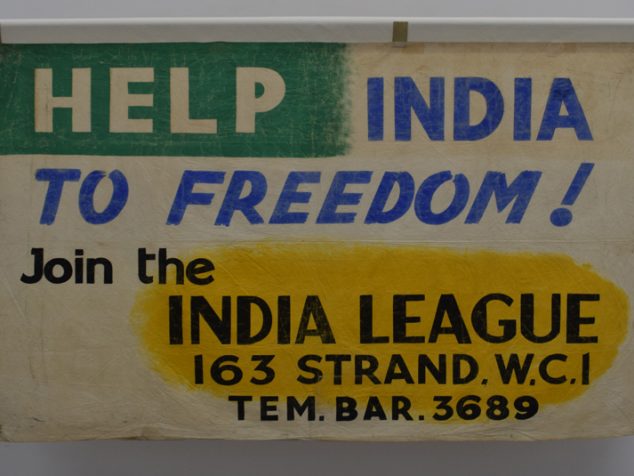 HELP INDIA
TO FREEDOM!
Join the
INDIA LEAGUE
163 STRAND. W.C.1
TEM. BAR. 3689